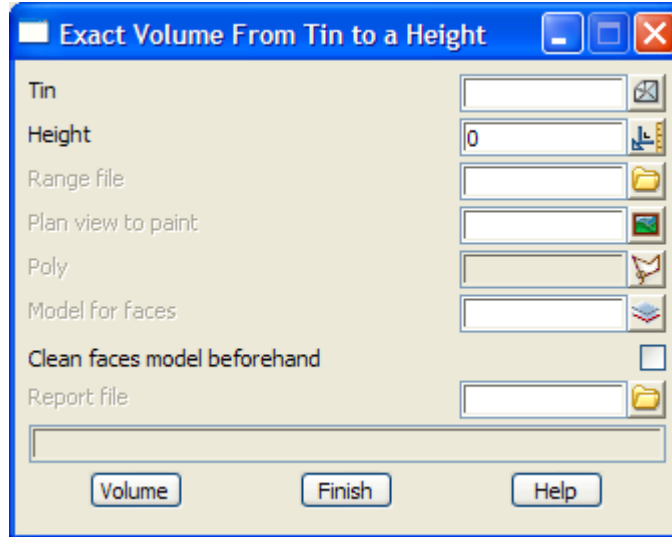 Exact Volume From Tin to a Height
Tin
Height 0
Range file
Plan view to paint
Poly
Model for faces
Clean faces model beforehand
Report file
Volume Finish Help